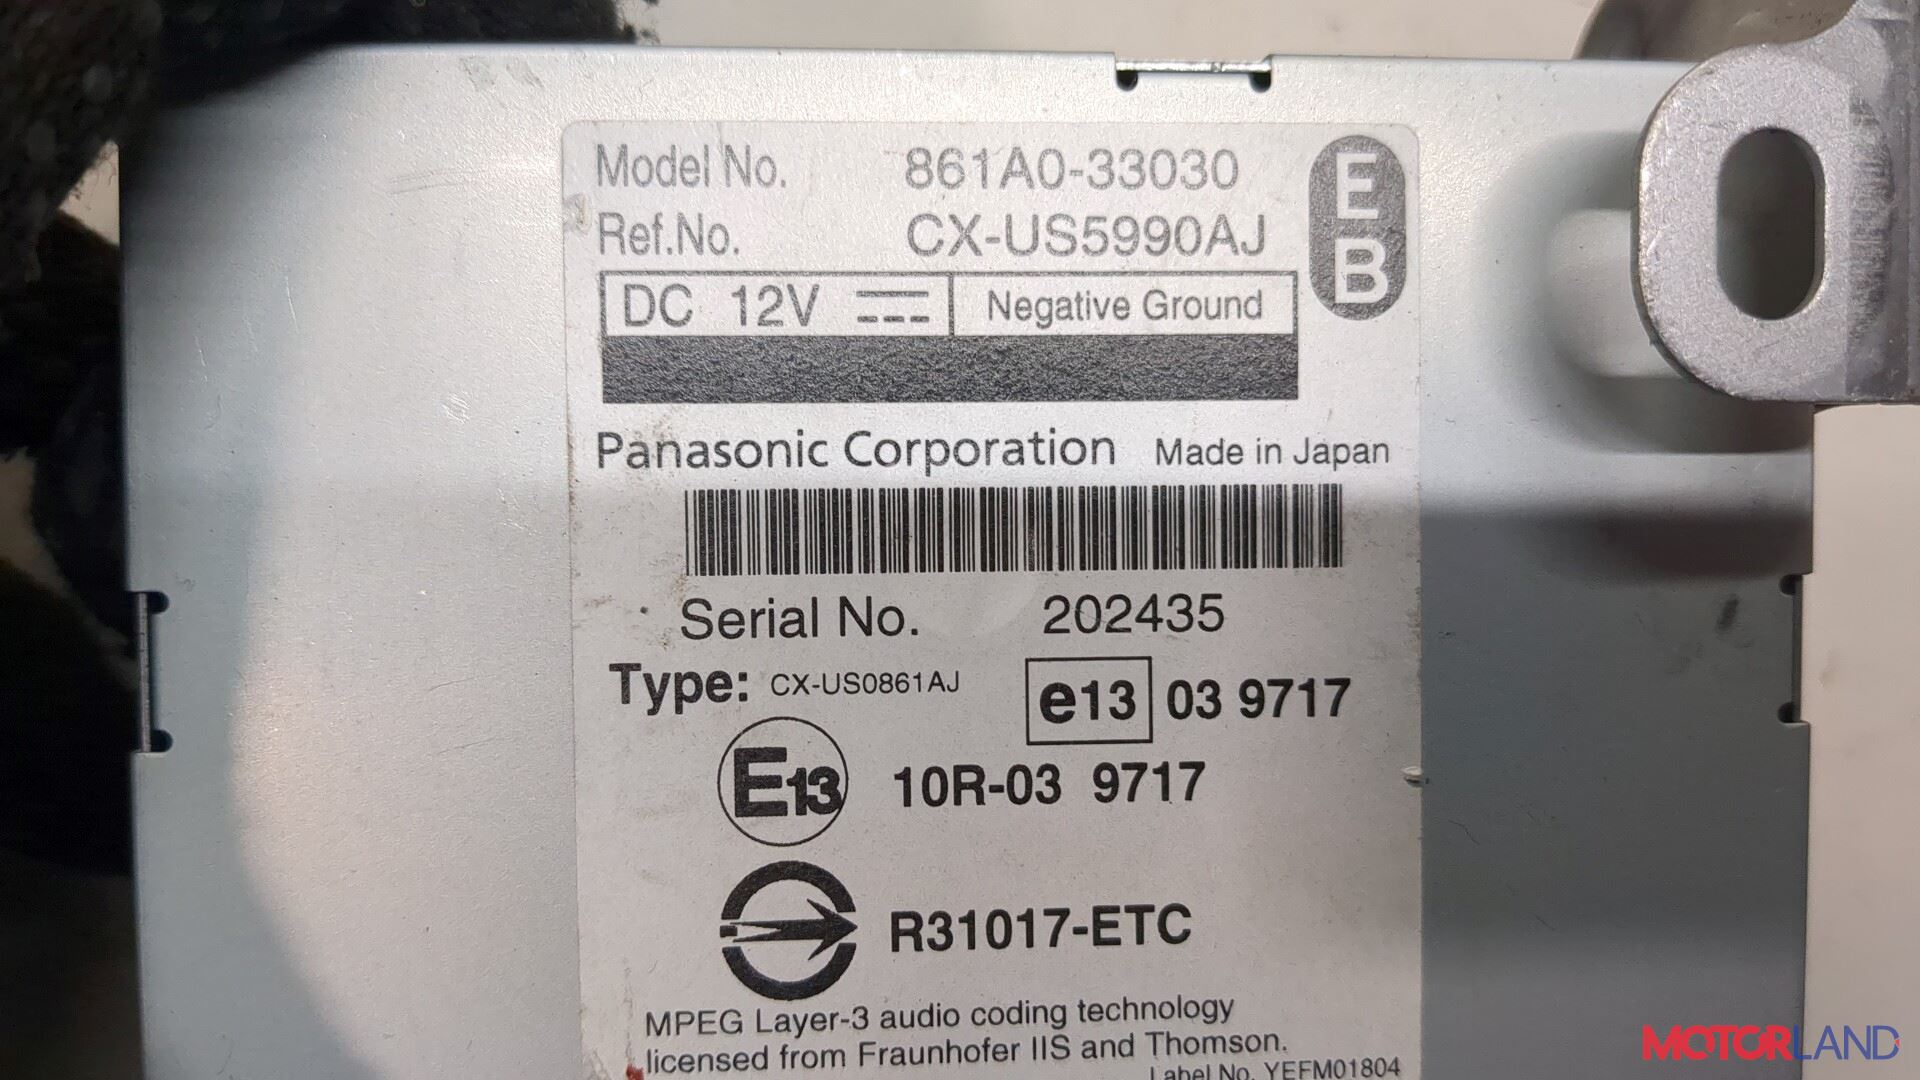 Model No. 861A0-33030
Ref.No. CX-US5990AJ
E
B
DC 12V Negative Ground
Panasonic Corporation Made in Japan
Serial No. 202435
Type: CX-US0861AJ e13 03 9717
E13 10R-03 9717
R31017-ETC
MPEG Layer-3 audio coding technology
licensed from Fraunhofer IIS and Thomson.
Label No. YEFM01804
MOTORLAND